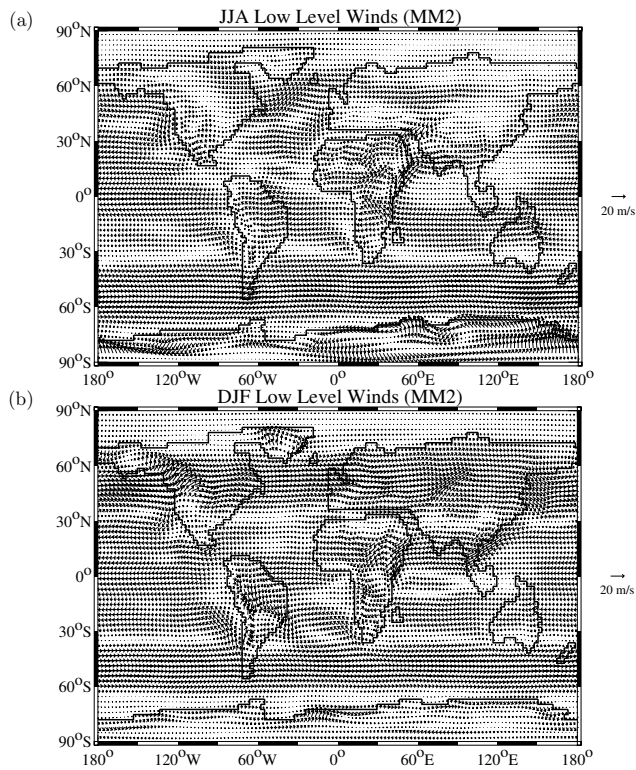 (a)
JJA Low Level Winds (MM2)
90°N
60°N
30°N
0°
30°S
60°S
90°S
180° 120°W 60°W 0° 60°E 120°E 180°
20 m/s
(b)
DJF Low Level Winds (MM2)
90°N
60°N
30°N
0°
30°S
60°S
90°S
180° 120°W 60°W 0° 60°E 120°E 180°
20 m/s